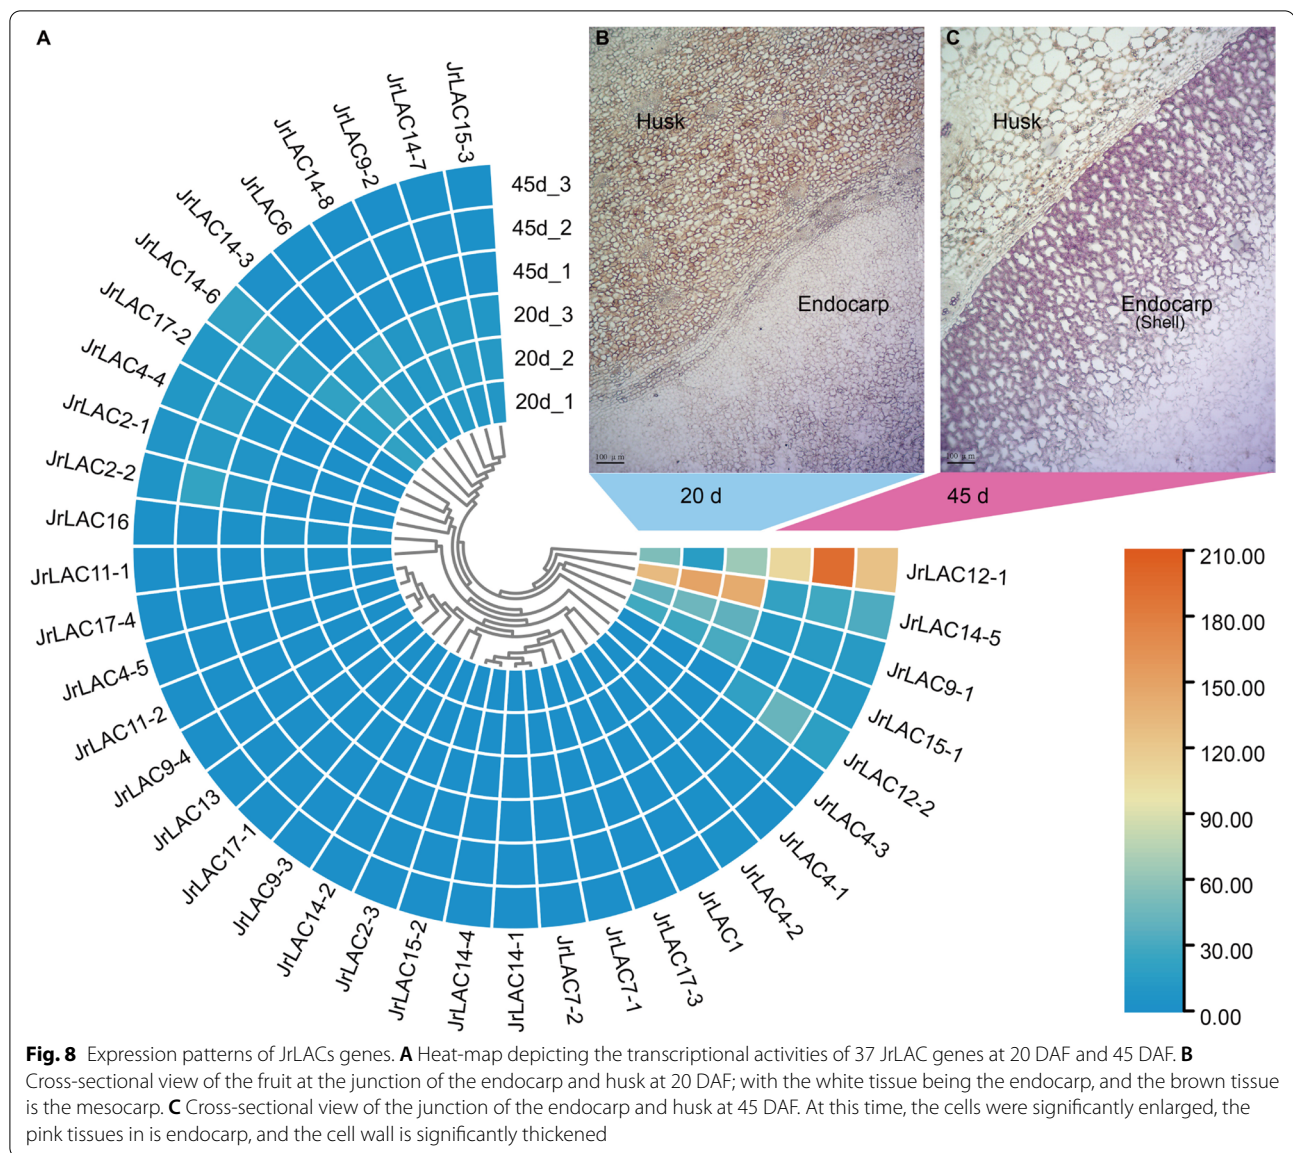 A
B
C
JrLAC15-3
JrLAC14-7
JrLAC9-2
JrLAC14-8
JrLAC6
JrLAC14-3
JrLAC14-6
JrLAC17-2
JrLAC4-4
JrLAC2-1
JrLAC2-2
JrLAC16
JrLAC11-1
JrLAC17-4
JrLAC4-5
JrLAC11-2
JrLAC9-4
JrLAC13
JrLAC17-1
JrLAC9-3
JrLAC14-2
JrLAC2-3
JrLAC15-2
JrLAC14-4
JrLAC14-1
JrLAC7-2
JrLAC7-1
JrLAC17-3
JrLAC1
JrLAC4-2
JrLAC4-1
JrLAC4-3
JrLAC12-2
JrLAC15-1
JrLAC9-1
JrLAC14-5
JrLAC12-1
45d_3
45d_2
45d_1
20d_3
20d_2
20d_1
Husk
Endocarp
100 μm
Husk
Endocarp
(Shell)
100 μm
20 d
45 d
210.00
180.00
150.00
120.00
90.00
60.00
30.00
0.00
Fig. 8 Expression patterns of JrLACs genes. A Heat-map depicting the transcriptional activities of 37 JrLAC genes at 20 DAF and 45 DAF. B
Cross-sectional view of the fruit at the junction of the endocarp and husk at 20 DAF; with the white tissue being the endocarp, and the brown tissue
is the mesocarp. C Cross-sectional view of the junction of the endocarp and husk at 45 DAF. At this time, the cells were significantly enlarged, the
pink tissues in is endocarp, and the cell wall is significantly thickened